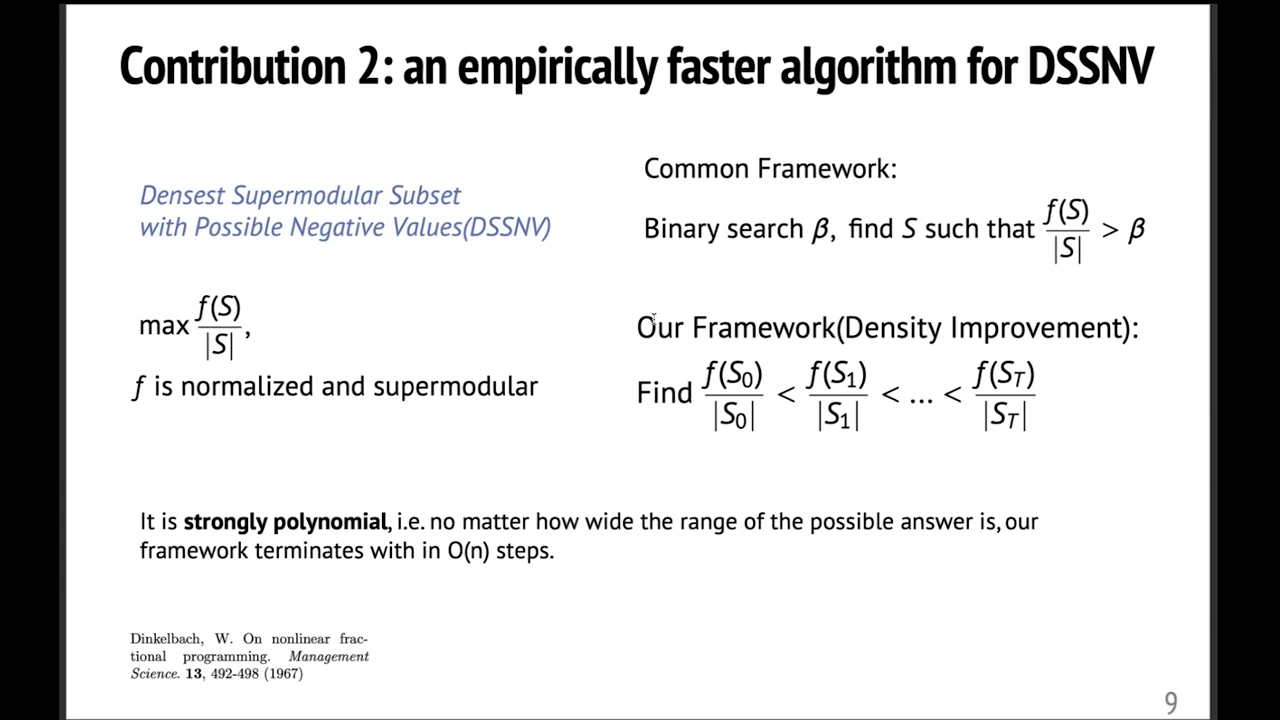 Contribution 2: an empirically faster algorithm for DSSNV
Densest Supermodular Subset
with Possible Negative Values(DSSNV)
max f(S)/|S|,
f is normalized and supermodular
Common Framework:
Binary search β, find S such that f(S)/|S| > β
Our Framework(Density Improvement):
Find f(S₀)/|S₀| < f(S₁)/|S₁| < ... < f(S_T)/|S_T|
It is strongly polynomial, i.e. no matter how wide the range of the possible answer is, our
framework terminates with in O(n) steps.
Dinkelbach, W. On nonlinear frac-
tional programming. Management
Science. 13, 492-498 (1967)
9